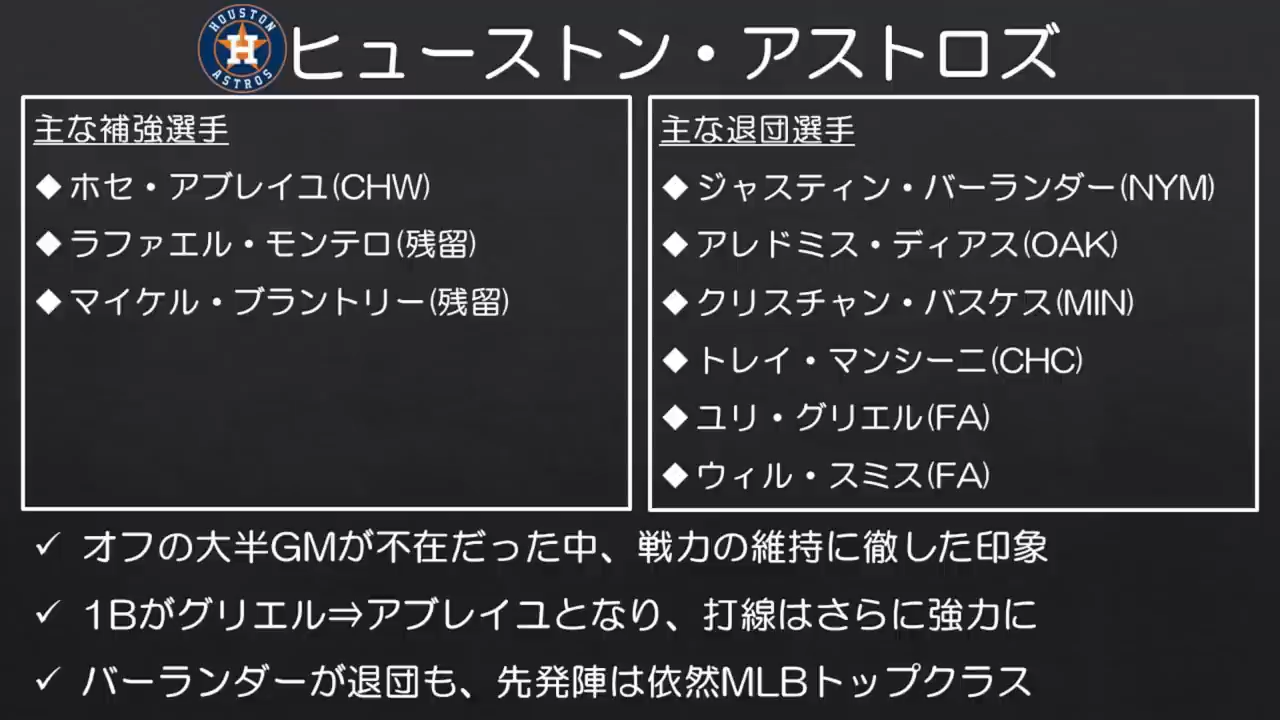 HOUSTON
H
ASTROS
ヒューストン・アストロズ
主な補強選手
◆ホセ・アブレイユ(CHW)
◆ラファエル・モンテロ(残留)
◆マイケル・ブラントリー(残留)
主な退団選手
◆ジャスティン・バーランダー(NYM)
◆アレドミス・ディアス(OAK)
◆クリスチャン・バスケス(MIN)
◆トレイ・マンシーニ(CHC)
◆ユリ・グリエル(FA)
◆ウィル・スミス(FA)
✓ オフの大半GMが不在だった中、戦力の維持に徹した印象
✓ 1Bがグリエル⇒アブレイユとなり、打線はさらに強力に
✓ バーランダーが退団も、先発陣は依然MLBトップクラス